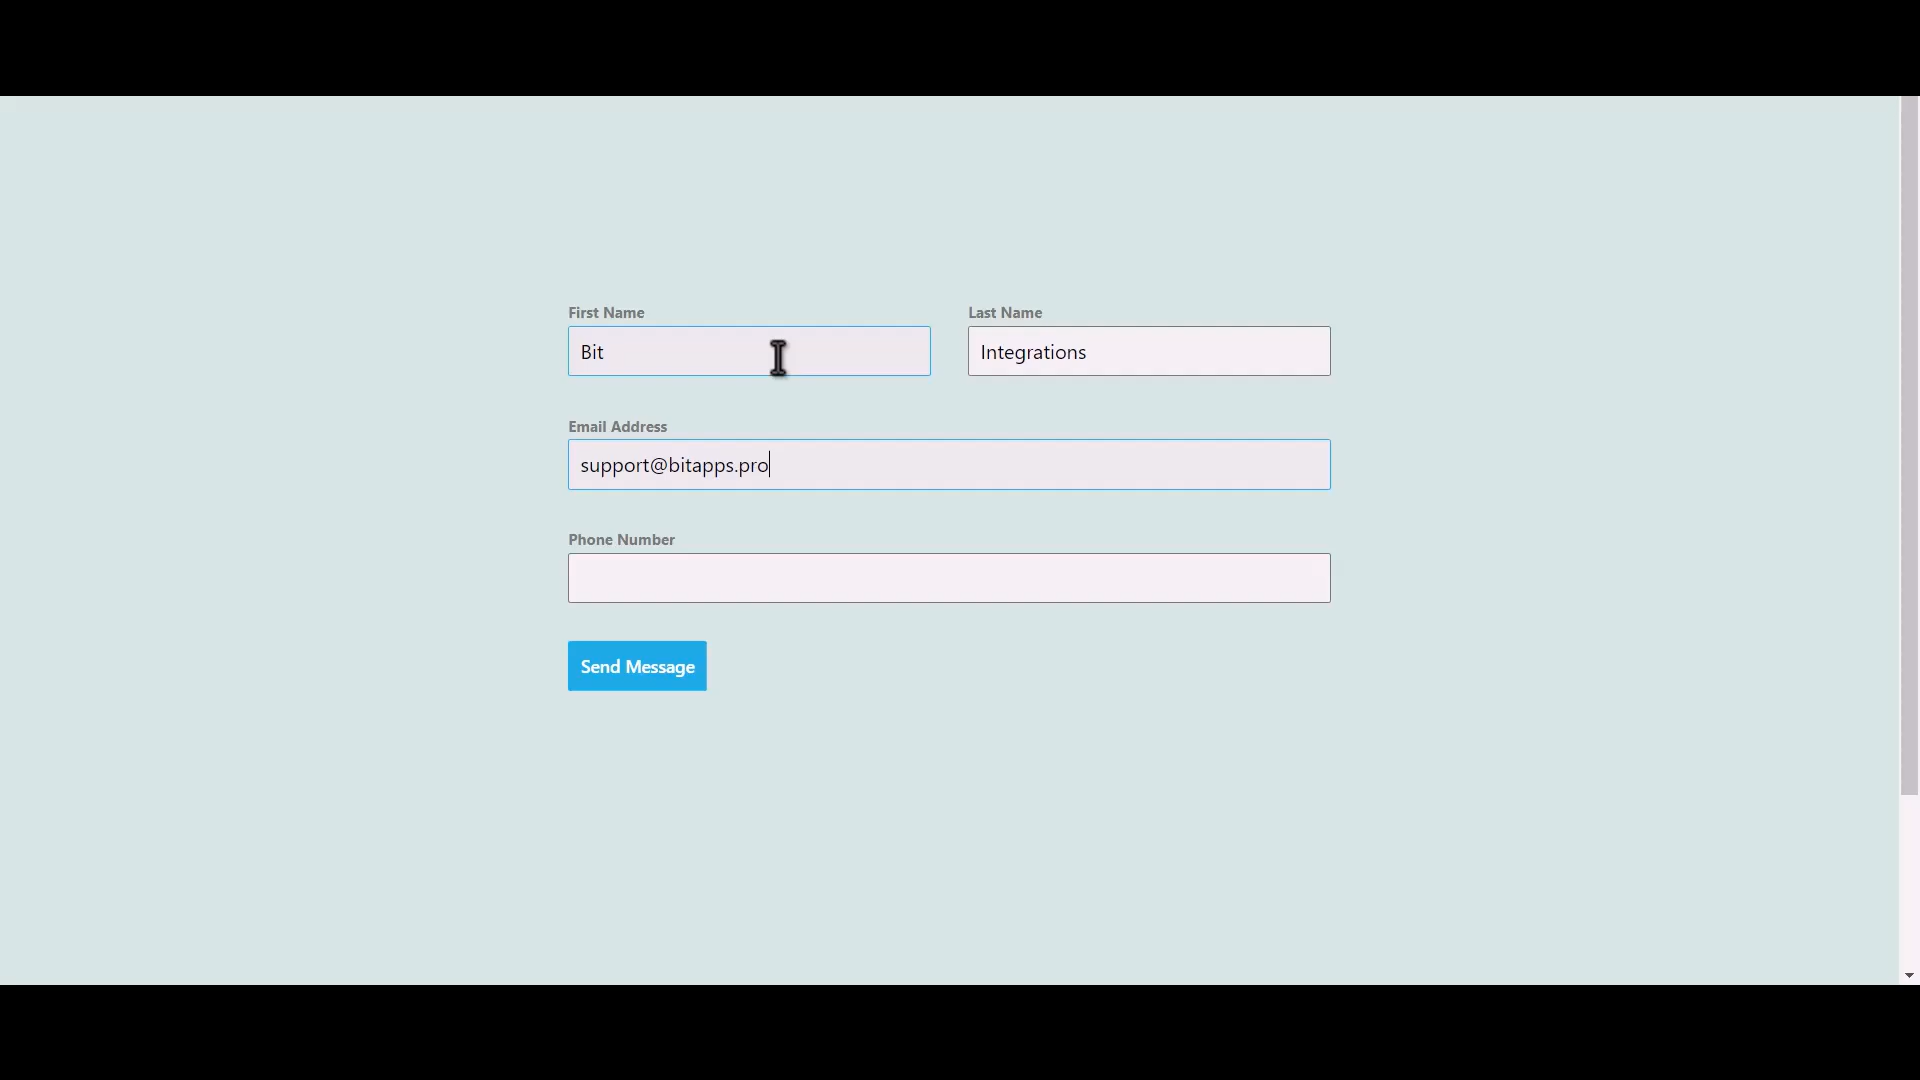 First Name
Last Name
Bit
Integrations
Email Address
support@bitapps.pro
Phone Number
Send Message